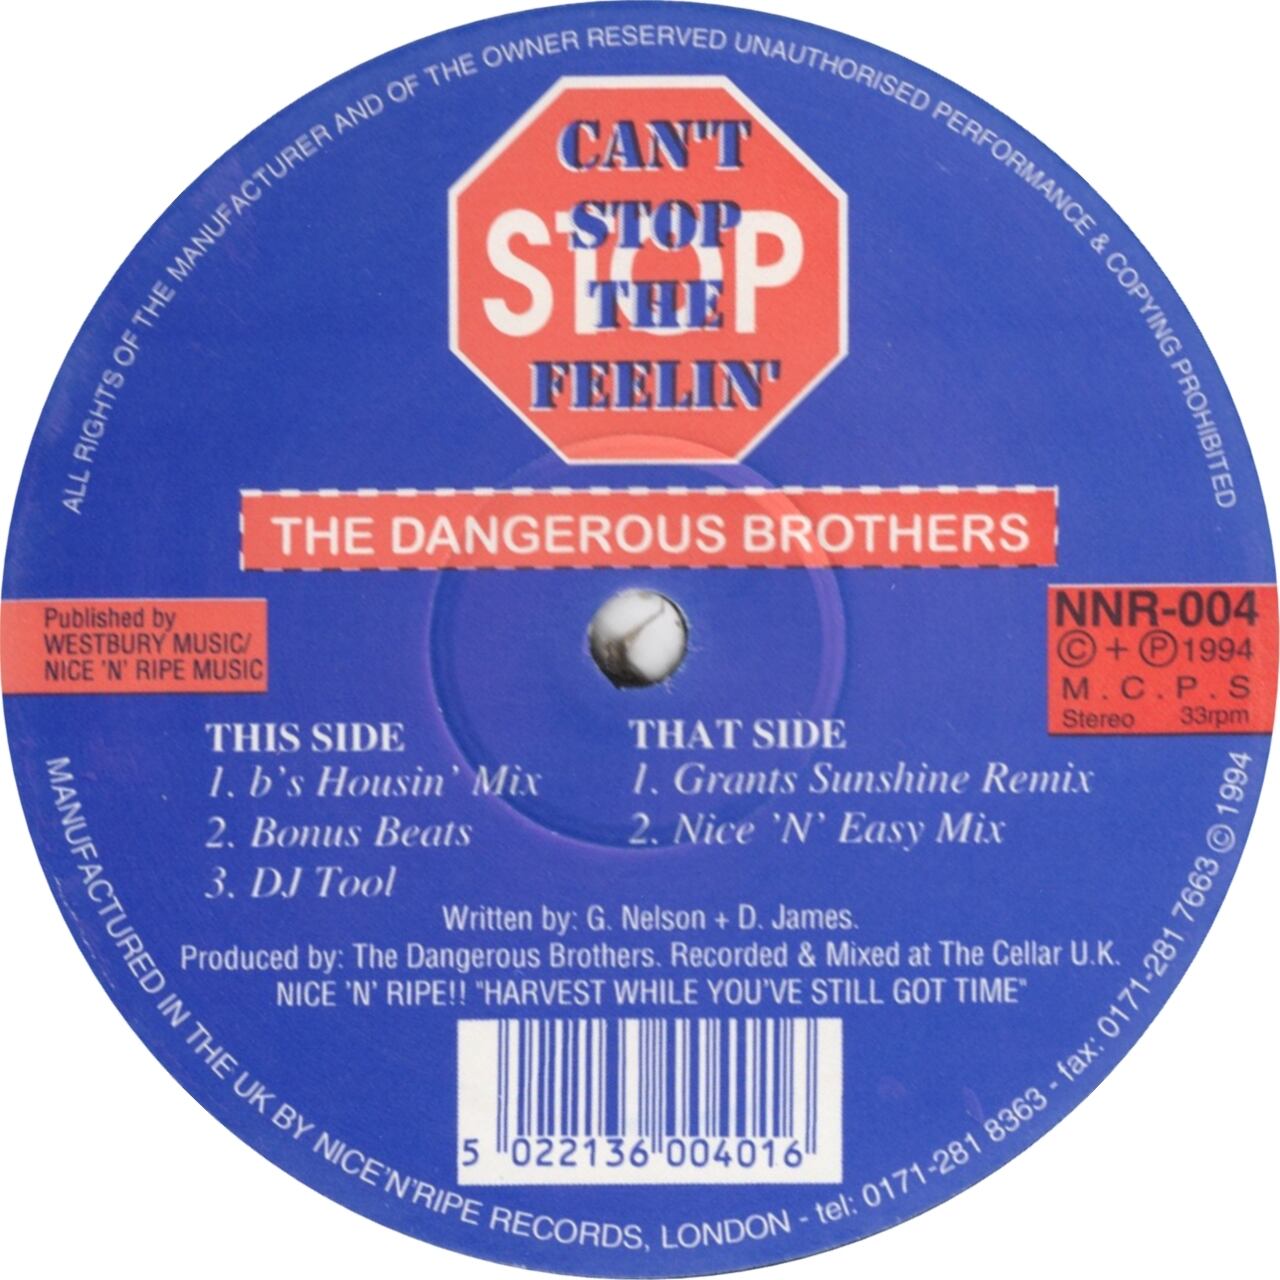 ALL RIGHTS OF THE MANUFACTURER AND OF THE OWNER RESERVED UNAUTHORISED PERFORMANCE & COPYING PROHIBITED
CAN'T
STOP
STOP
THE
FEELIN'
THE DANGEROUS BROTHERS
Published by
WESTBURY MUSIC/
NICE 'N' RIPE MUSIC
NNR-004
© + ℗ 1994
M.C.P.S
Stereo 33rpm
THIS SIDE
1. b's Housin' Mix
2. Bonus Beats
3. DJ Tool
THAT SIDE
1. Grants Sunshine Remix
2. Nice 'N' Easy Mix
Written by: G. Nelson + D. James.
Produced by: The Dangerous Brothers. Recorded & Mixed at The Cellar U.K.
NICE 'N' RIPE!! "HARVEST WHILE YOU'VE STILL GOT TIME"
5 022136 004016
MANUFACTURED IN THE UK BY NICE'N'RIPE RECORDS, LONDON - tel: 0171-281 8363 - fax: 0171-281 7663 © 1994